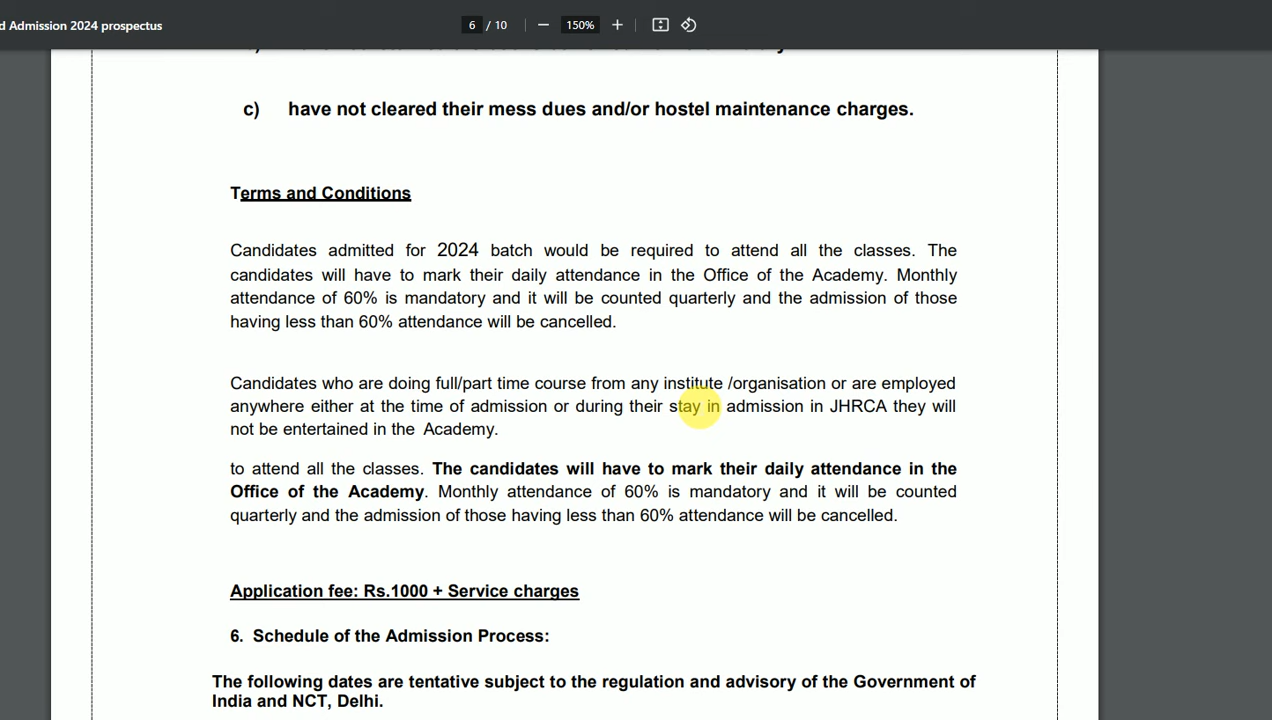 d Admission 2024 prospectus
6 / 10
150%
c) have not cleared their mess dues and/or hostel maintenance charges.
Terms and Conditions
Candidates admitted for 2024 batch would be required to attend all the classes. The
candidates will have to mark their daily attendance in the Office of the Academy. Monthly
attendance of 60% is mandatory and it will be counted quarterly and the admission of those
having less than 60% attendance will be cancelled.
Candidates who are doing full/part time course from any institute /organisation or are employed
anywhere either at the time of admission or during their stay in admission in JHRCA they will
not be entertained in the Academy.
to attend all the classes. The candidates will have to mark their daily attendance in the
Office of the Academy. Monthly attendance of 60% is mandatory and it will be counted
quarterly and the admission of those having less than 60% attendance will be cancelled.
Application fee: Rs.1000 + Service charges
6. Schedule of the Admission Process:
The following dates are tentative subject to the regulation and advisory of the Government of
India and NCT, Delhi.